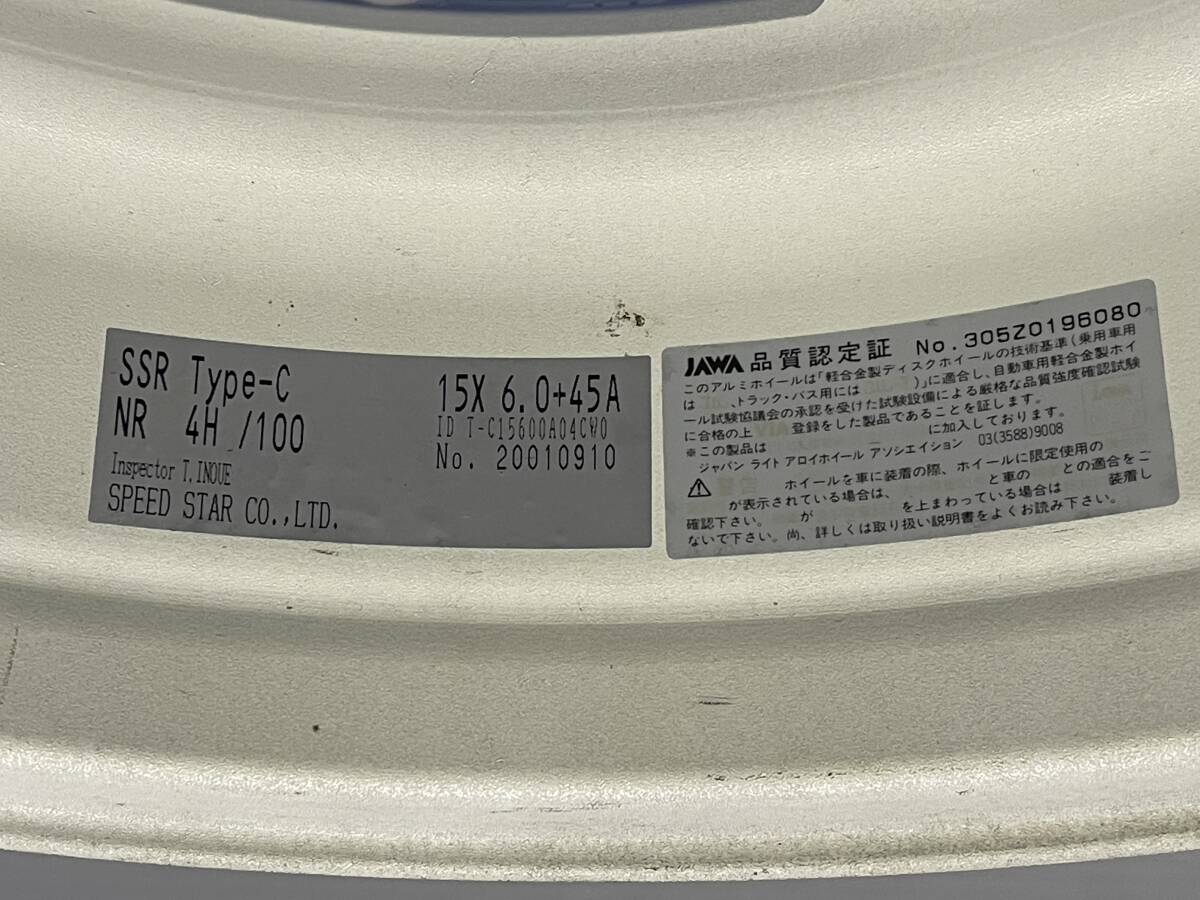 SSR Type-C
NR 4H /100
Inspector T.INOUE
SPEED STAR CO.,LTD.
15X 6.0+45A
ID T-C15600A04CW0
No. 20010910
JAWA 品質認定証 No.305Z0196080
このアルミホイールは「軽合金製ディスクホイールの技術基準(乗用車用
は 、トラック・バス用には )」に適合し、自動車用軽合金製ホイ
ール試験協議会の承認を受けた試験設備による厳格な品質強度確認試験
に合格の上 登録をした製品であることを証します。
※この製品は に加入しております。
ジャパン ライト アロイホイール アソシエイション 03(3588)9008
⚠ ホイールを車に装着の際、ホイールに限定使用の
が表示されている場合は、 と車の との適合をご
確認下さい。 が を上まわっている場合は 装着し
ないで下さい。尚、詳しくは取り扱い説明書をよくお読み下さい。